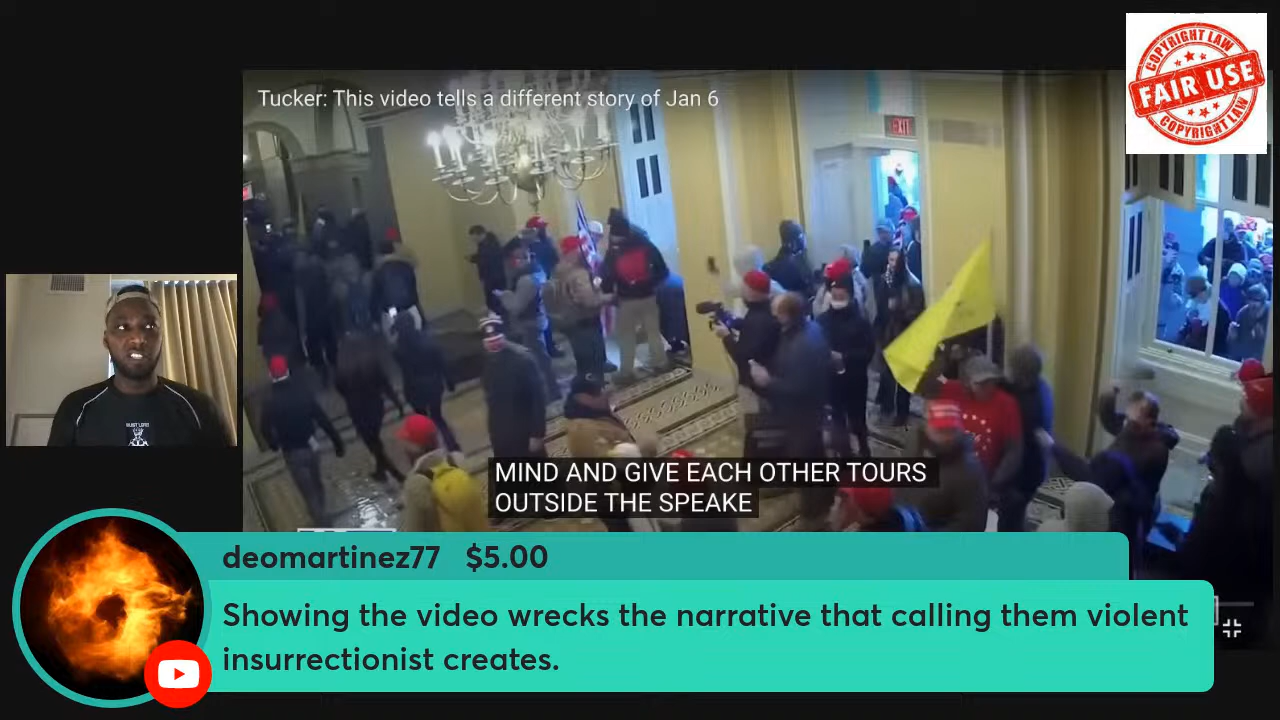 Tucker: This video tells a different story of Jan 6
COPYRIGHT LAW
FAIR USE
COPYRIGHT LAW
EXIT
MIND AND GIVE EACH OTHER TOURS
OUTSIDE THE SPEAKE
deomartinez77 $5.00
Showing the video wrecks the narrative that calling them violent
insurrectionist creates.